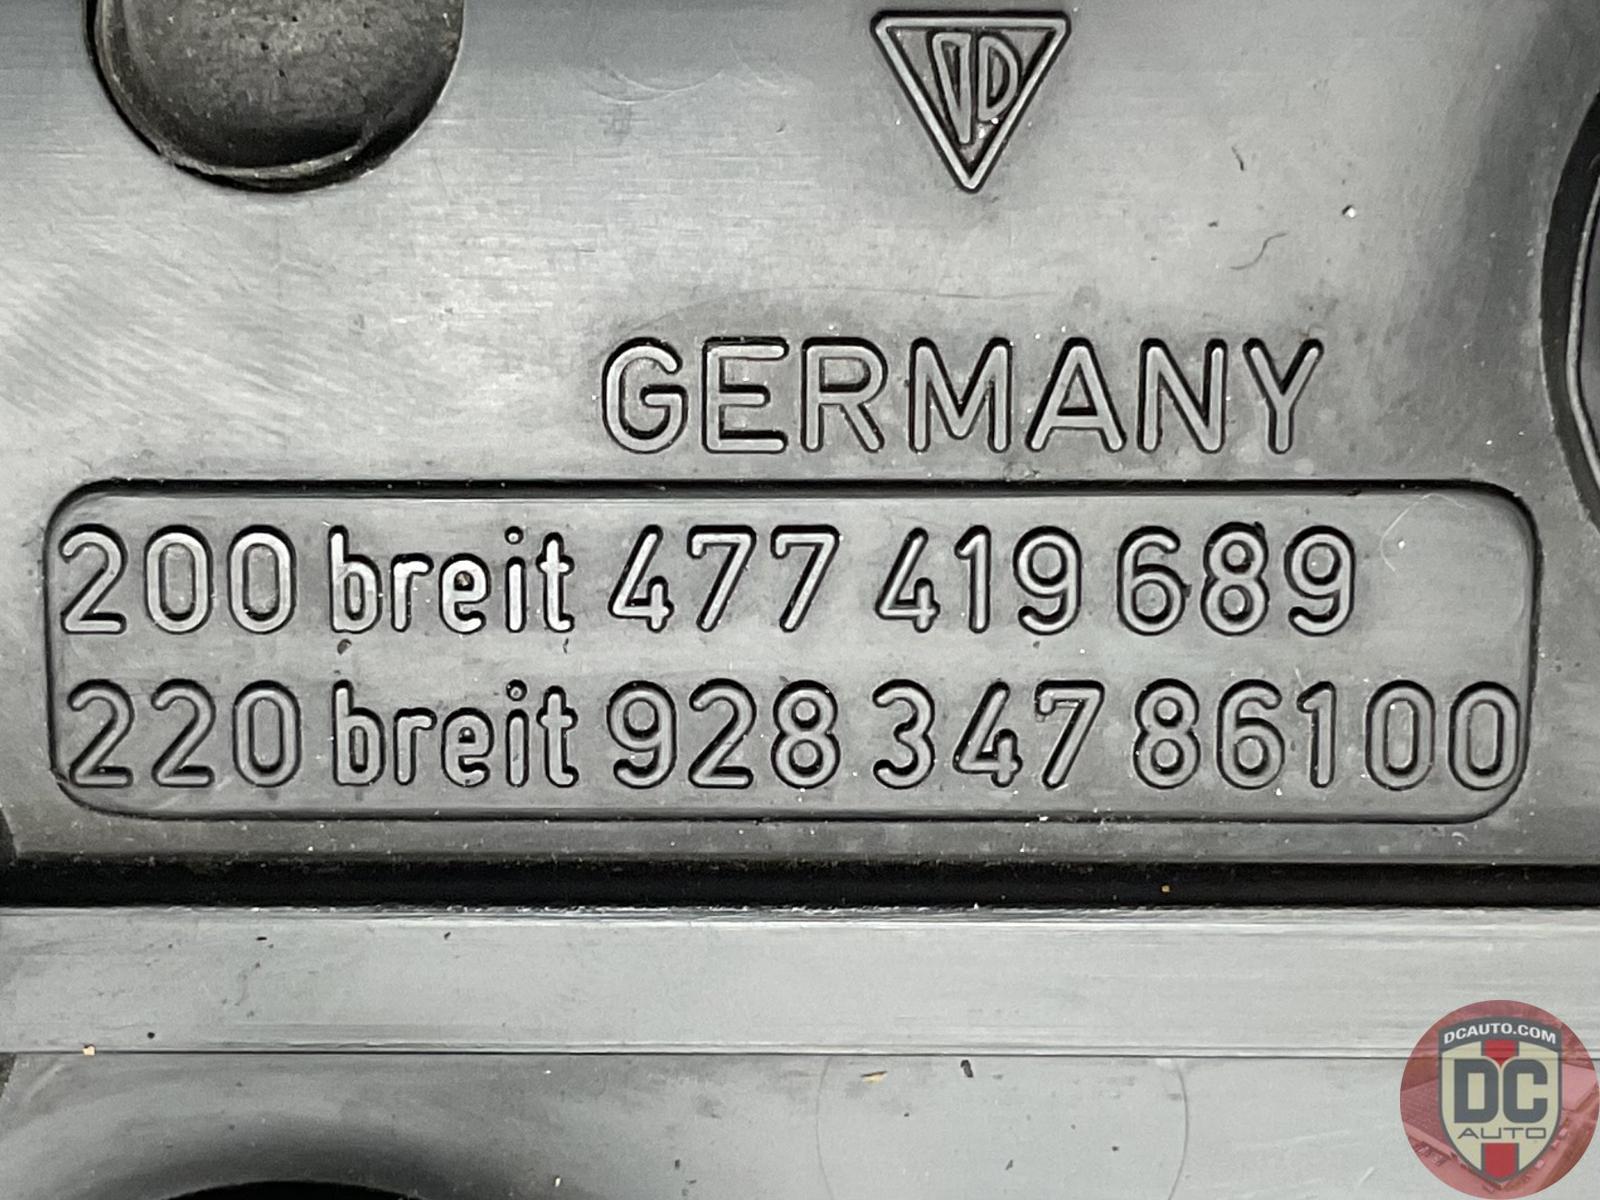 GERMANY
200 breit 477 419 689
220 breit 928 347 86100
DCAUTO.COM
DC
AUTO